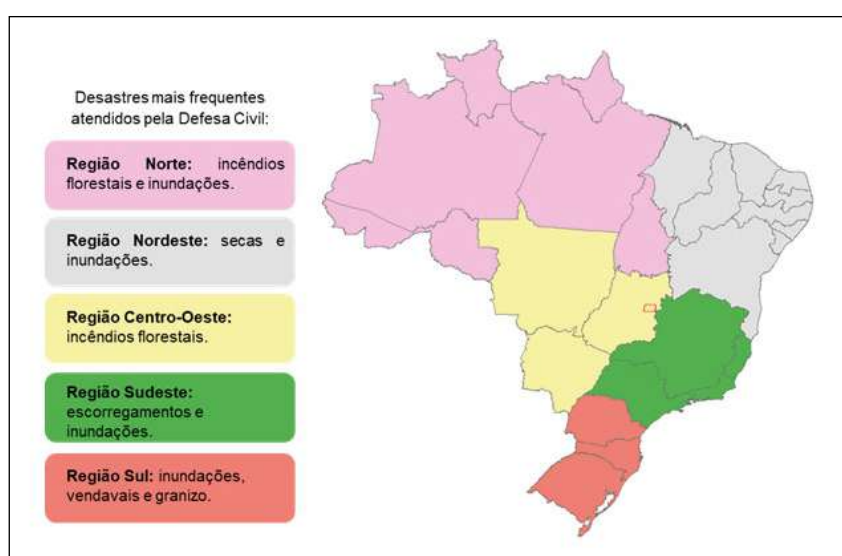 Desastres mais frequentes
atendidos pela Defesa Civil:
Região Norte: incêndios
florestais e inundações.
Região Nordeste: secas e
inundações.
Região Centro-Oeste:
incêndios florestais.
Região Sudeste:
escorregamentos e
inundações.
Região Sul: inundações,
vendavais e granizo.